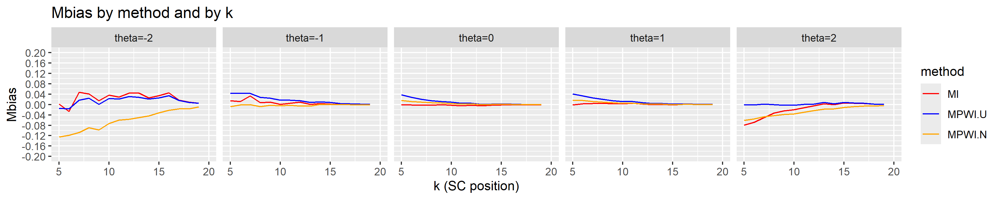 Mbias by method and by k
theta=-2 theta=-1 theta=0 theta=1 theta=2
0.20
0.16
0.12
0.08
0.04
0.00
-0.04
-0.08
-0.12
-0.16
-0.20
Mbias
5 10 15 20 5 10 15 20 5 10 15 20 5 10 15 20 5 10 15 20
k (SC position)
method
MI
MPWI.U
MPWI.N